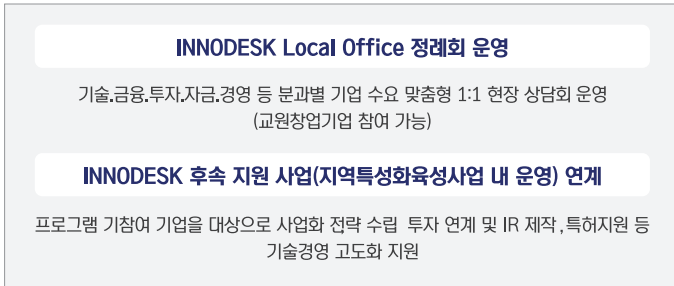 INNODESK Local Office 정례회 운영
기술.금융.투자.자금.경영 등 분과별 기업 수요 맞춤형 1:1 현장 상담회 운영
(교원창업기업 참여 가능)
INNODESK 후속 지원 사업(지역특성화육성사업 내 운영) 연계
프로그램 기참여 기업을 대상으로 사업화 전략 수립 투자 연계 및 IR 제작,특허지원 등
기술경영 고도화 지원